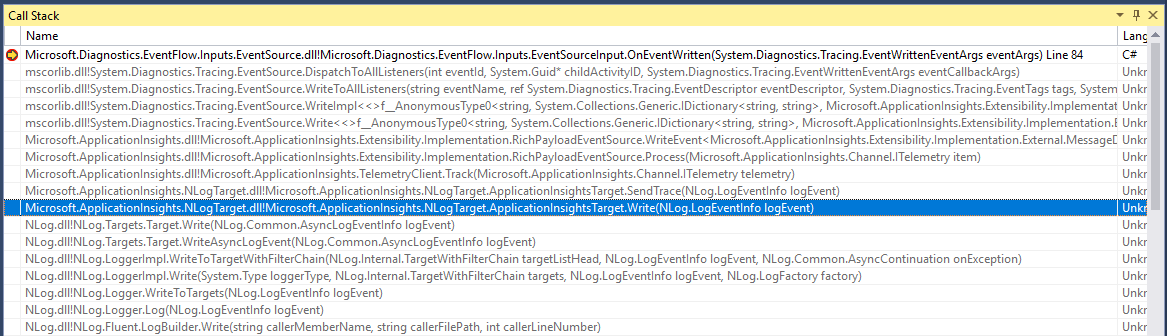 Call Stack
Name Lang
Microsoft.Diagnostics.EventFlow.Inputs.EventSource.dll!Microsoft.Diagnostics.EventFlow.Inputs.EventSourceInput.OnEventWritten(System.Diagnostics.Tracing.EventWrittenEventArgs eventArgs) Line 84 C#
mscorlib.dll!System.Diagnostics.Tracing.EventSource.DispatchToAllListeners(int eventId, System.Guid* childActivityID, System.Diagnostics.Tracing.EventWrittenEventArgs eventCallbackArgs) Unkr
mscorlib.dll!System.Diagnostics.Tracing.EventSource.WriteToAllListeners(string eventName, ref System.Diagnostics.Tracing.EventDescriptor eventDescriptor, System.Diagnostics.Tracing.EventTags tags, System Unkr
mscorlib.dll!System.Diagnostics.Tracing.EventSource.WriteImpl<<>f__AnonymousType0<string, System.Collections.Generic.IDictionary<string, string>, Microsoft.ApplicationInsights.Extensibility.Implementat Unkr
mscorlib.dll!System.Diagnostics.Tracing.EventSource.Write<<>f__AnonymousType0<string, System.Collections.Generic.IDictionary<string, string>, Microsoft.ApplicationInsights.Extensibility.Implementation.E Unkr
Microsoft.ApplicationInsights.dll!Microsoft.ApplicationInsights.Extensibility.Implementation.RichPayloadEventSource.WriteEvent<Microsoft.ApplicationInsights.Extensibility.Implementation.External.MessageD Unkr
Microsoft.ApplicationInsights.dll!Microsoft.ApplicationInsights.Extensibility.Implementation.RichPayloadEventSource.Process(Microsoft.ApplicationInsights.Channel.ITelemetry item) Unkr
Microsoft.ApplicationInsights.dll!Microsoft.ApplicationInsights.TelemetryClient.Track(Microsoft.ApplicationInsights.Channel.ITelemetry telemetry) Unkr
Microsoft.ApplicationInsights.NLogTarget.dll!Microsoft.ApplicationInsights.NLogTarget.ApplicationInsightsTarget.SendTrace(NLog.LogEventInfo logEvent) Unkr
Microsoft.ApplicationInsights.NLogTarget.dll!Microsoft.ApplicationInsights.NLogTarget.ApplicationInsightsTarget.Write(NLog.LogEventInfo logEvent) Unkr
NLog.dll!NLog.Targets.Target.Write(NLog.Common.AsyncLogEventInfo logEvent) Unkr
NLog.dll!NLog.Targets.Target.WriteAsyncLogEvent(NLog.Common.AsyncLogEventInfo logEvent) Unkr
NLog.dll!NLog.LoggerImpl.WriteToTargetWithFilterChain(NLog.Internal.TargetWithFilterChain targetListHead, NLog.LogEventInfo logEvent, NLog.Common.AsyncContinuation onException) Unkr
NLog.dll!NLog.LoggerImpl.Write(System.Type loggerType, NLog.Internal.TargetWithFilterChain targets, NLog.LogEventInfo logEvent, NLog.LogFactory factory) Unkr
NLog.dll!NLog.Logger.WriteToTargets(NLog.LogEventInfo logEvent) Unkr
NLog.dll!NLog.Logger.Log(NLog.LogEventInfo logEvent) Unkr
NLog.dll!NLog.Fluent.LogBuilder.Write(string callerMemberName, string callerFilePath, int callerLineNumber) Unkr